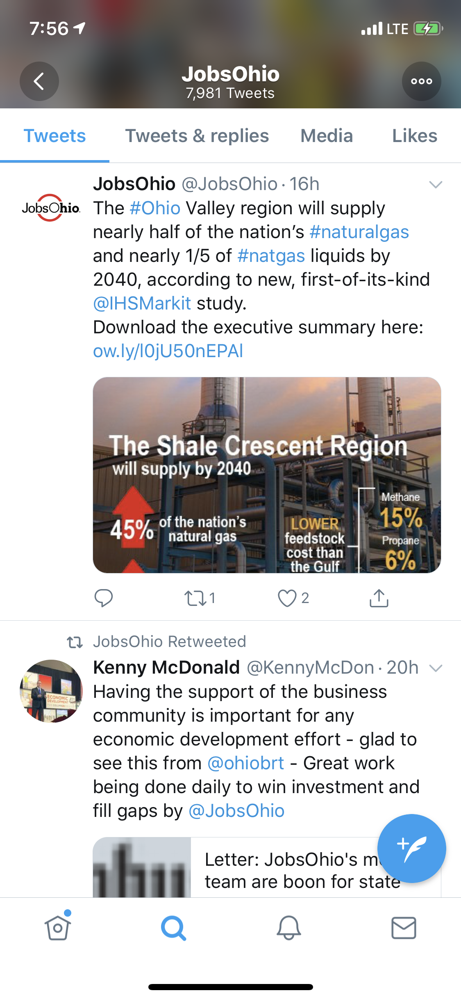 7:56
LTE
JobsOhio
7,981 Tweets
Tweets
Tweets & replies
Media
Likes
JobsOhio @JobsOhio · 16h
JobsOhio
The #Ohio Valley region will supply
nearly half of the nation’s #naturalgas
and nearly 1/5 of #natgas liquids by
2040, according to new, first-of-its-kind
@IHSMarkit study.
Download the executive summary here:
ow.ly/l0jU50nEPAl
The Shale Crescent Region
will supply by 2040
45% of the nation’s
natural gas
LOWER
feedstock
cost than
the Gulf
Methane
15%
Propane
6%
1
2
JobsOhio Retweeted
Kenny McDonald @KennyMcDon · 20h
ECONOMIC
DEVELOPMENT
411
Having the support of the business
community is important for any
economic development effort - glad to
see this from @ohiobrt - Great work
being done daily to win investment and
fill gaps by @JobsOhio
Letter: JobsOhio's
team are boon for state